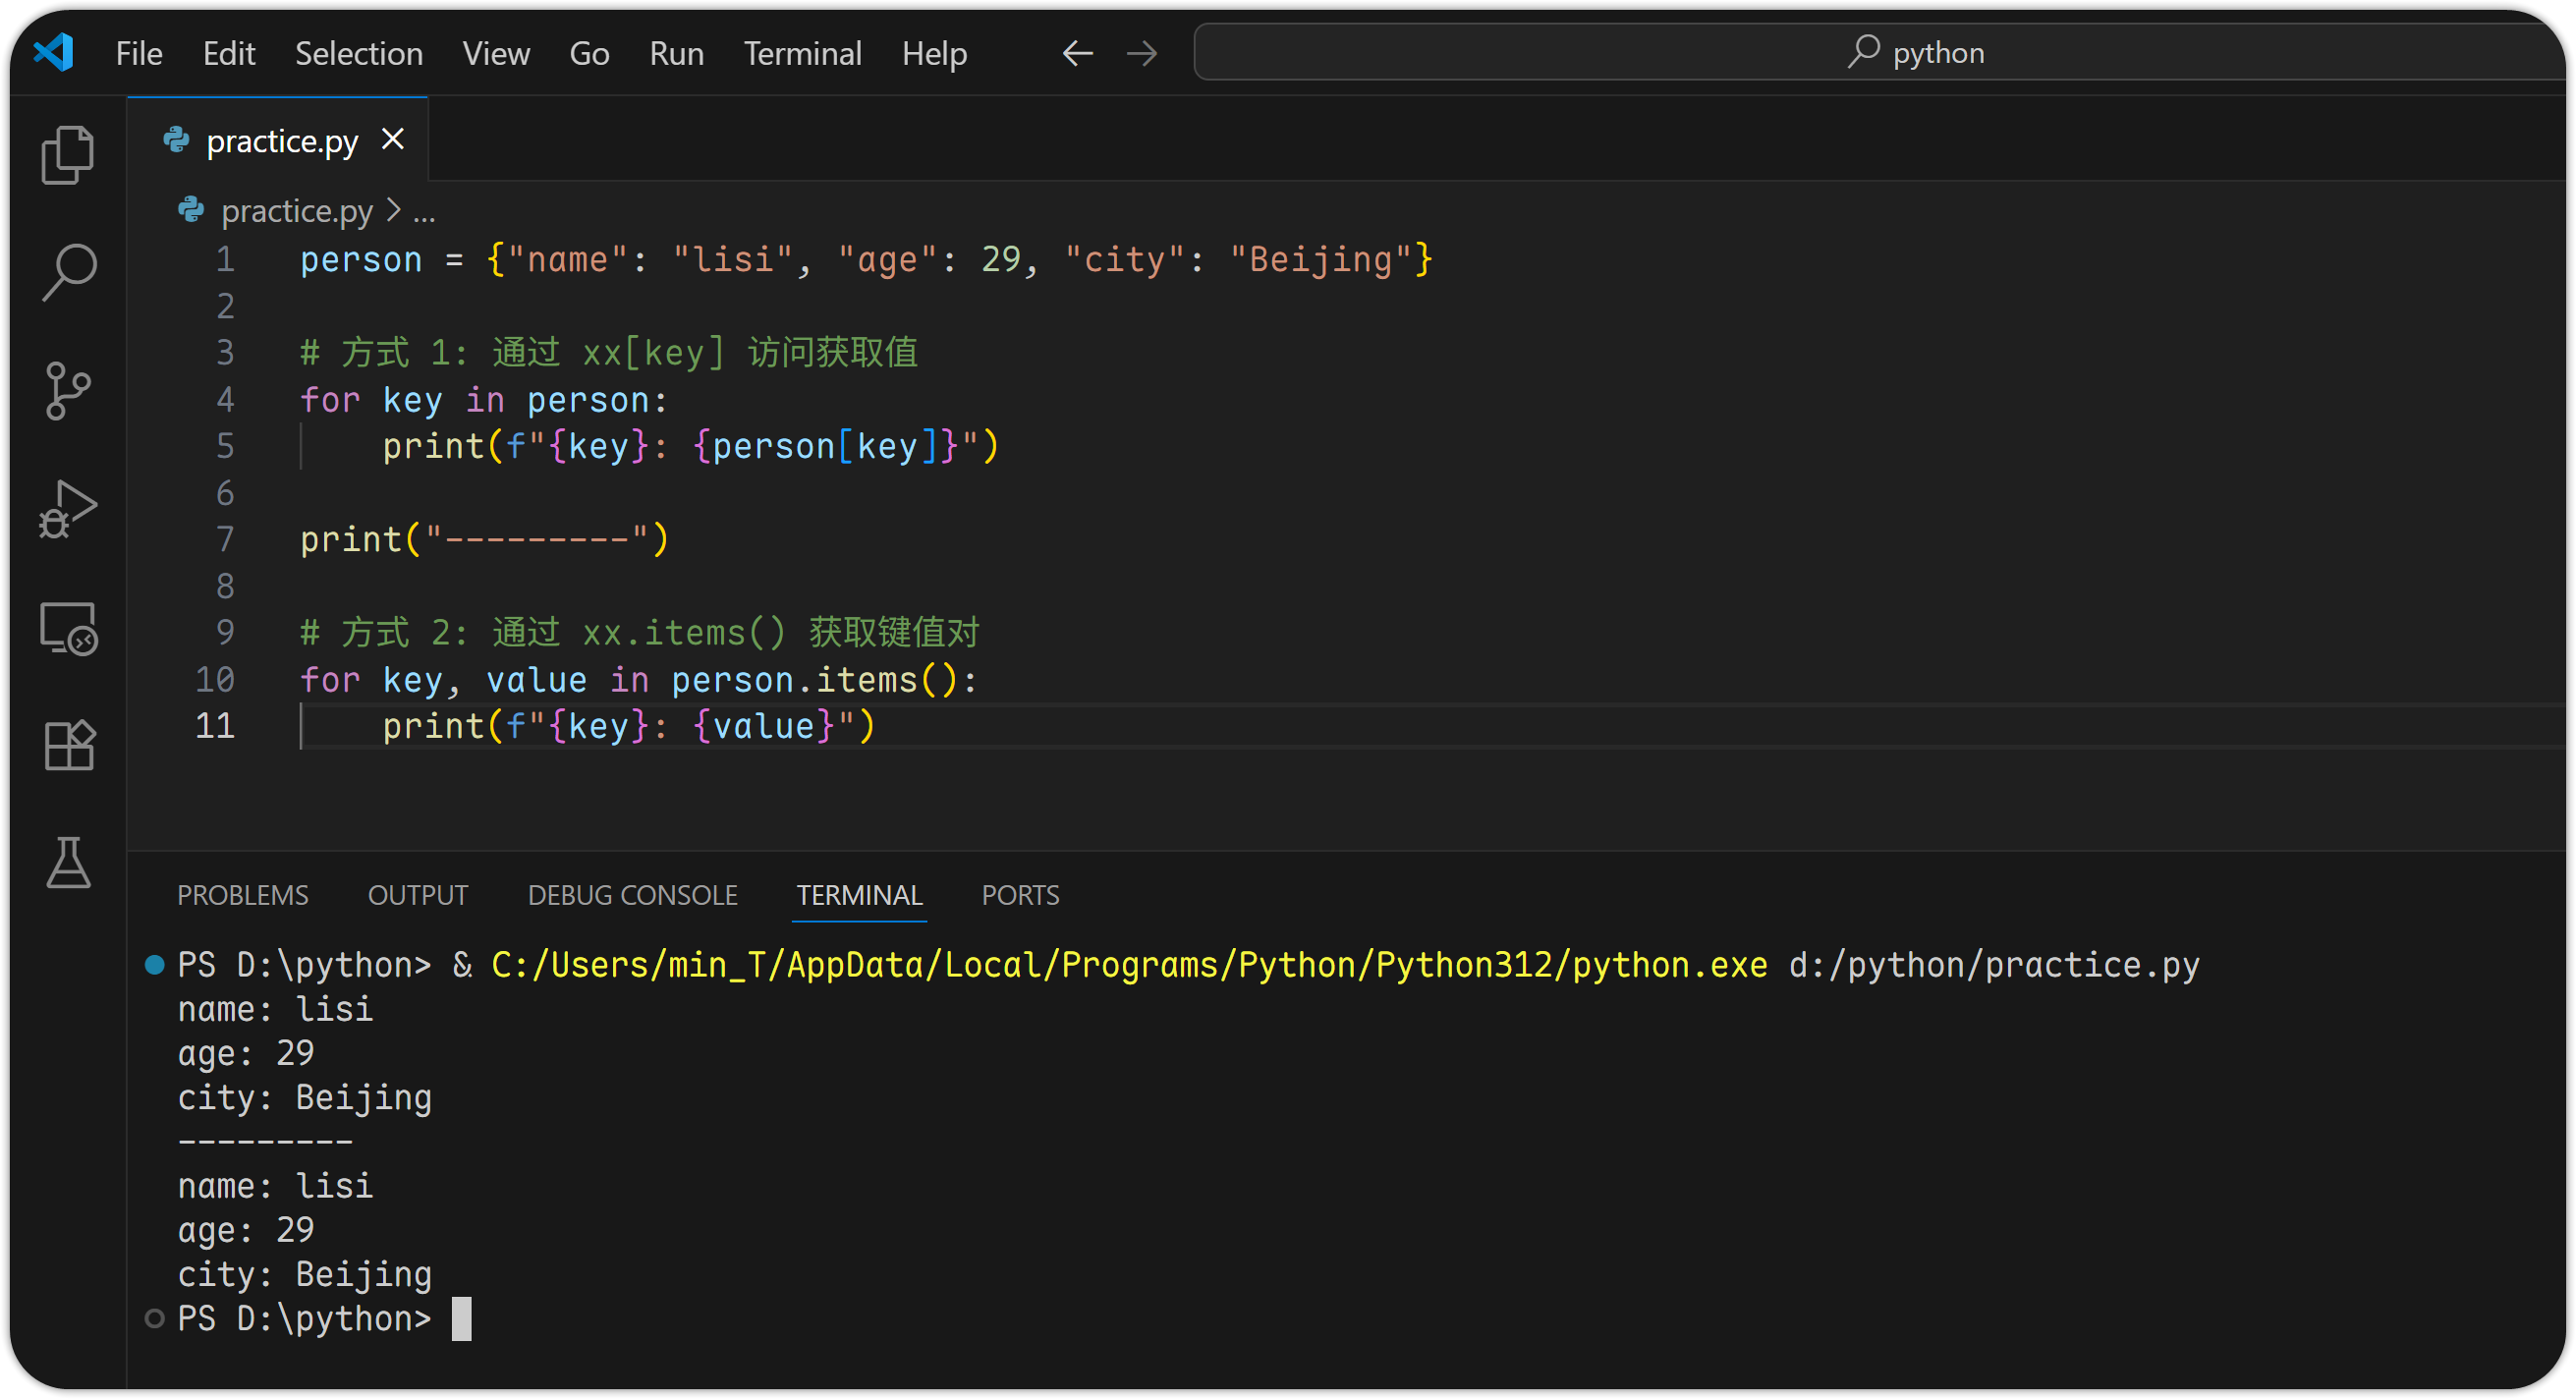 File Edit Selection View Go Run Terminal Help python
practice.py
practice.py > ...
1 person = {"name": "lisi", "age": 29, "city": "Beijing"}
2
3 # 方式 1: 通过 xx[key] 访问获取值
4 for key in person:
5     print(f"{key}: {person[key]}")
6
7 print("---------")
8
9 # 方式 2: 通过 xx.items() 获取键值对
10 for key, value in person.items():
11     print(f"{key}: {value}")
PROBLEMS OUTPUT DEBUG CONSOLE TERMINAL PORTS
PS D:\python> & C:/Users/min_T/AppData/Local/Programs/Python/Python312/python.exe d:/python/practice.py
name: lisi
age: 29
city: Beijing
---------
name: lisi
age: 29
city: Beijing
PS D:\python>